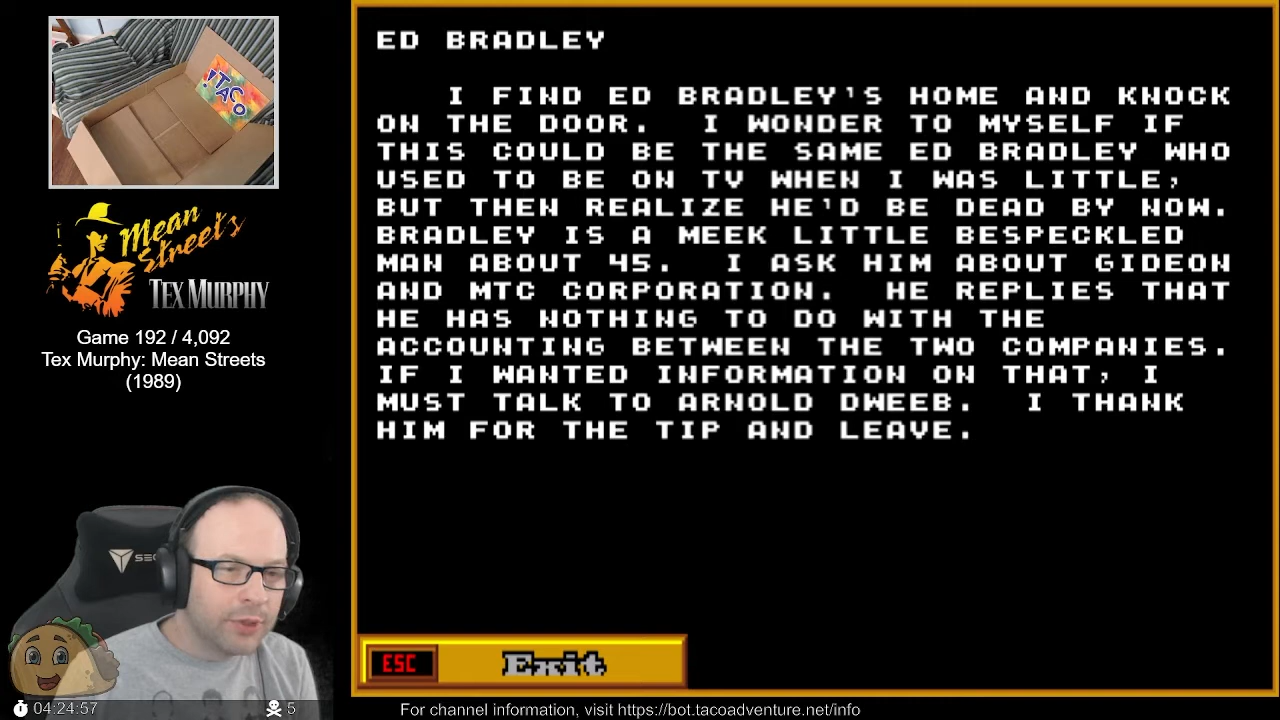 !TACO
Mean
Streets
TEX MURPHY
Game 192 / 4,092
Tex Murphy: Mean Streets
(1989)
SEC
04:24:57
5
ED BRADLEY
I FIND ED BRADLEY'S HOME AND KNOCK
ON THE DOOR. I WONDER TO MYSELF IF
THIS COULD BE THE SAME ED BRADLEY WHO
USED TO BE ON TV WHEN I WAS LITTLE,
BUT THEN REALIZE HE'D BE DEAD BY NOW.
BRADLEY IS A MEEK LITTLE BESPECKLED
MAN ABOUT 45. I ASK HIM ABOUT GIDEON
AND MTC CORPORATION. HE REPLIES THAT
HE HAS NOTHING TO DO WITH THE
ACCOUNTING BETWEEN THE TWO COMPANIES.
IF I WANTED INFORMATION ON THAT, I
MUST TALK TO ARNOLD DWEEB. I THANK
HIM FOR THE TIP AND LEAVE.
ESC Exit
For channel information, visit https://bot.tacoadventure.net/info